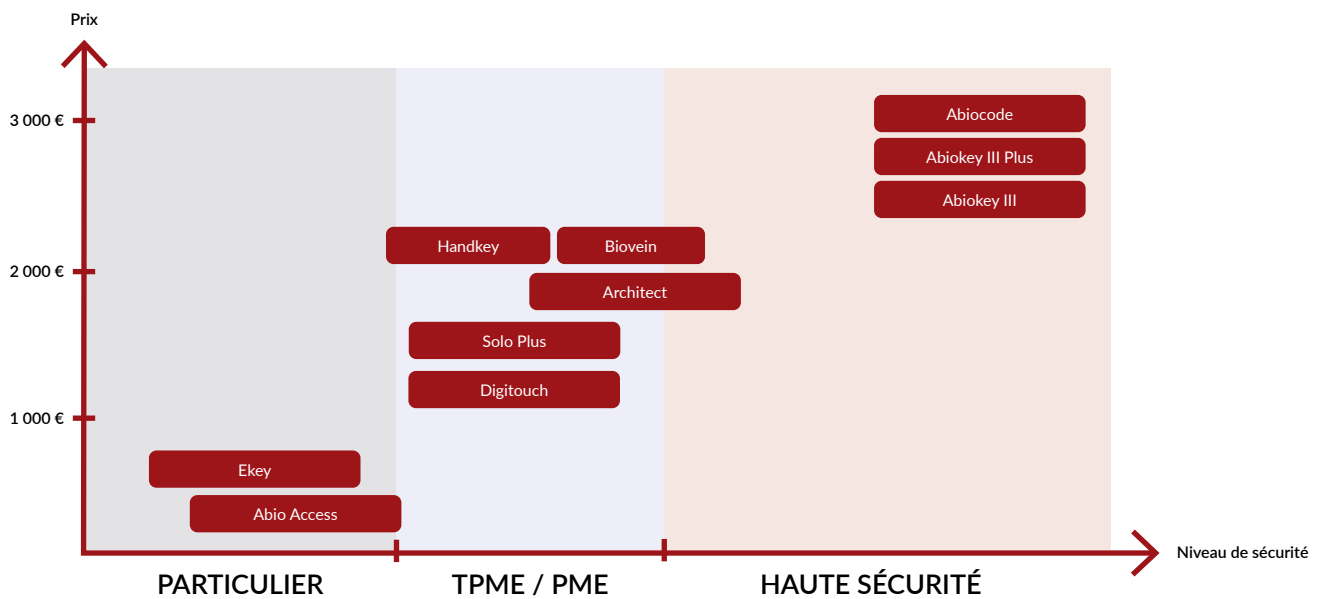 Prix
3 000 €
Abiocode
Abiokey III Plus
Abiokey III
Handkey
Biovein
2 000 €
Architect
Solo Plus
Digitouch
1 000 €
Ekey
Abio Access
Niveau de sécurité
PARTICULIER
TPME / PME
HAUTE SÉCURITÉ